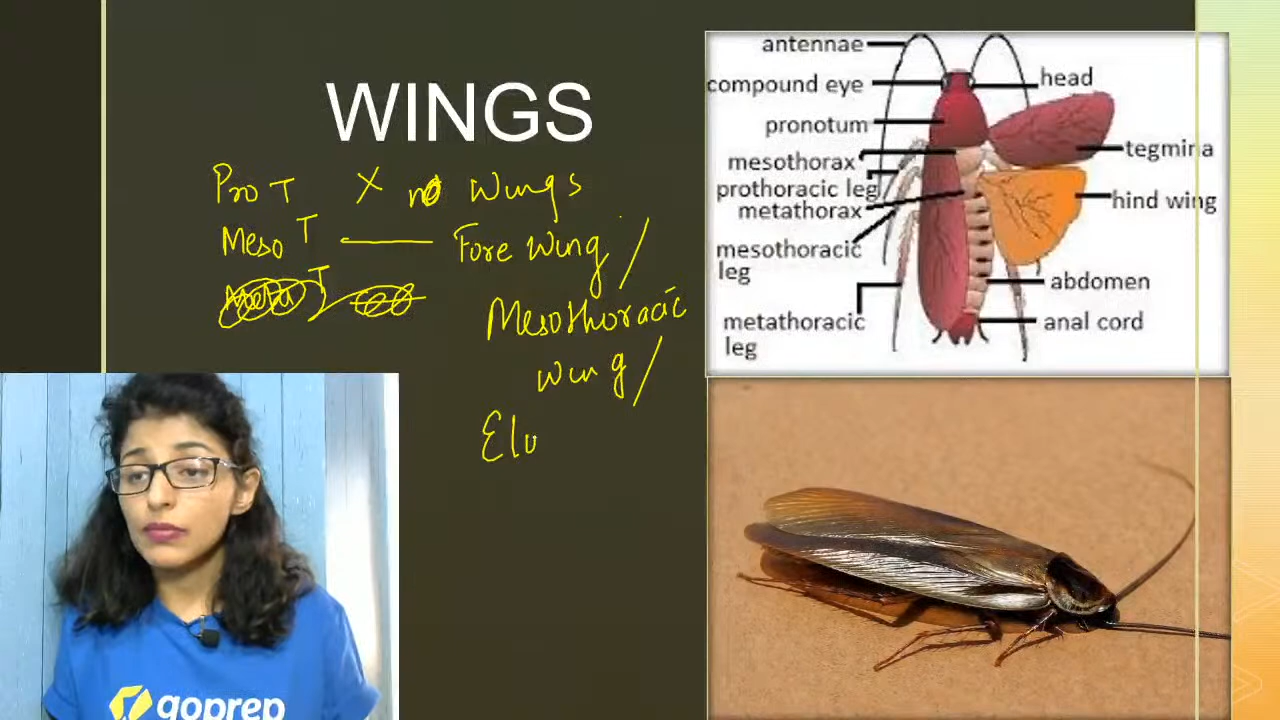 WINGS
Pro T X no Wings
Meso T — Fore Wing /
Mesothoracic
wing /
Elu
antennae
compound eye
head
pronotum
tegmina
mesothorax
prothoracic leg
hind wing
metathorax
mesothoracic
leg
abdomen
metathoracic
leg
anal cord
goprep